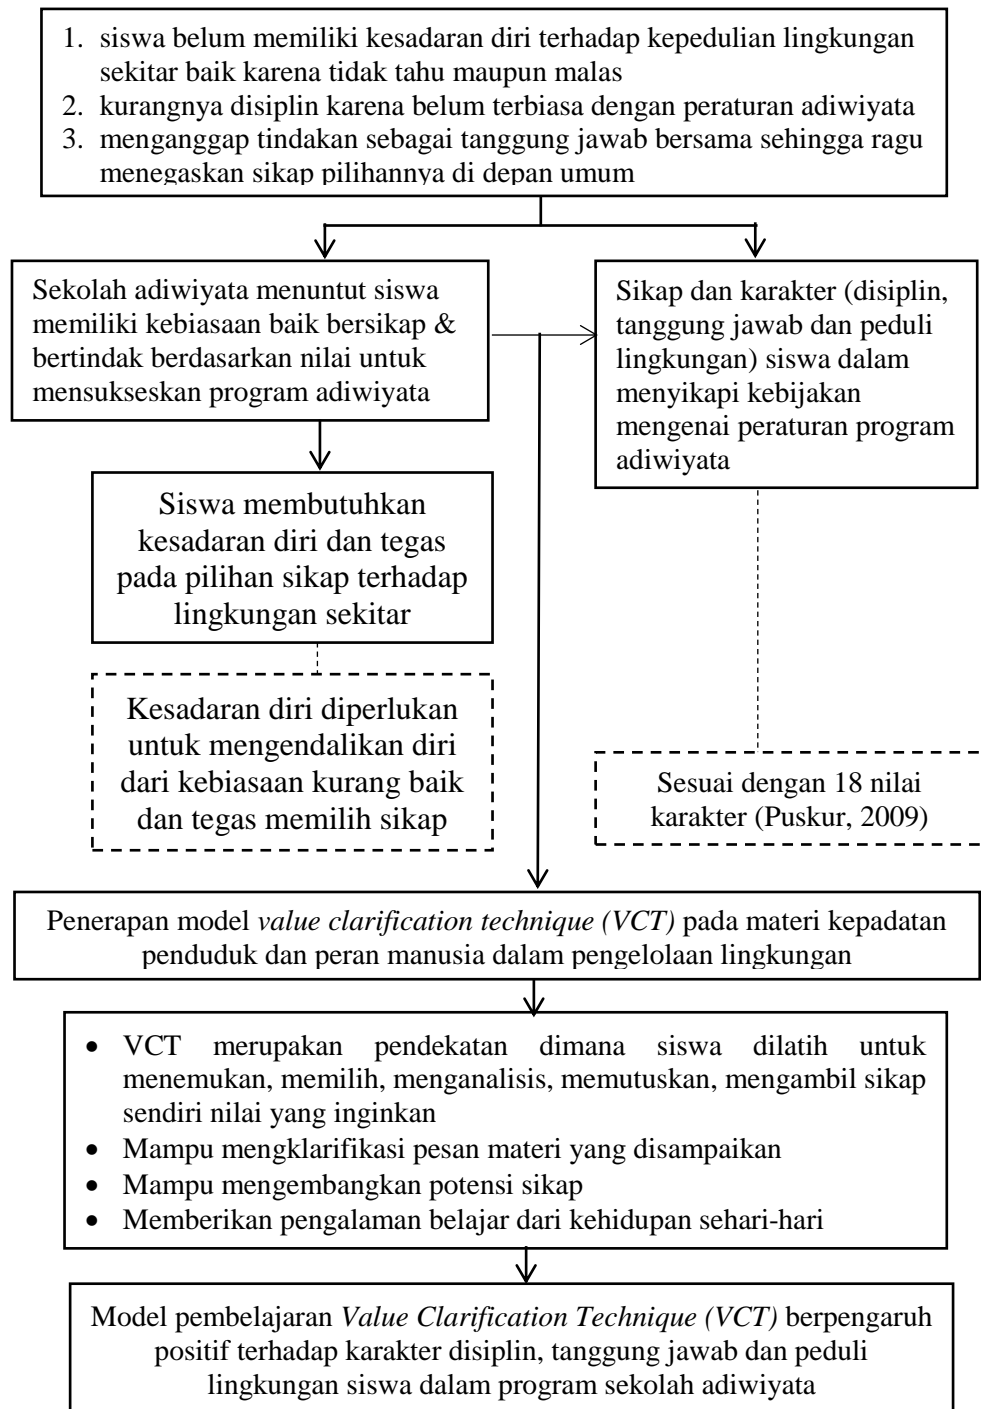 1. siswa belum memiliki kesadaran diri terhadap kepedulian lingkungan
sekitar baik karena tidak tahu maupun malas
2. kurangnya disiplin karena belum terbiasa dengan peraturan adiwiyata
3. menganggap tindakan sebagai tanggung jawab bersama sehingga ragu
menegaskan sikap pilihannya di depan umum
Sekolah adiwiyata menuntut siswa
memiliki kebiasaan baik bersikap &
bertindak berdasarkan nilai untuk
mensukseskan program adiwiyata
Sikap dan karakter (disiplin,
tanggung jawab dan peduli
lingkungan) siswa dalam
menyikapi kebijakan
mengenai peraturan program
adiwiyata
Siswa membutuhkan
kesadaran diri dan tegas
pada pilihan sikap terhadap
lingkungan sekitar
Kesadaran diri diperlukan
untuk mengendalikan diri
dari kebiasaan kurang baik
dan tegas memilih sikap
Sesuai dengan 18 nilai
karakter (Puskur, 2009)
Penerapan model value clarification technique (VCT) pada materi kepadatan
penduduk dan peran manusia dalam pengelolaan lingkungan
• VCT merupakan pendekatan dimana siswa dilatih untuk
menemukan, memilih, menganalisis, memutuskan, mengambil sikap
sendiri nilai yang inginkan
• Mampu mengklarifikasi pesan materi yang disampaikan
• Mampu mengembangkan potensi sikap
• Memberikan pengalaman belajar dari kehidupan sehari-hari
Model pembelajaran Value Clarification Technique (VCT) berpengaruh
positif terhadap karakter disiplin, tanggung jawab dan peduli
lingkungan siswa dalam program sekolah adiwiyata